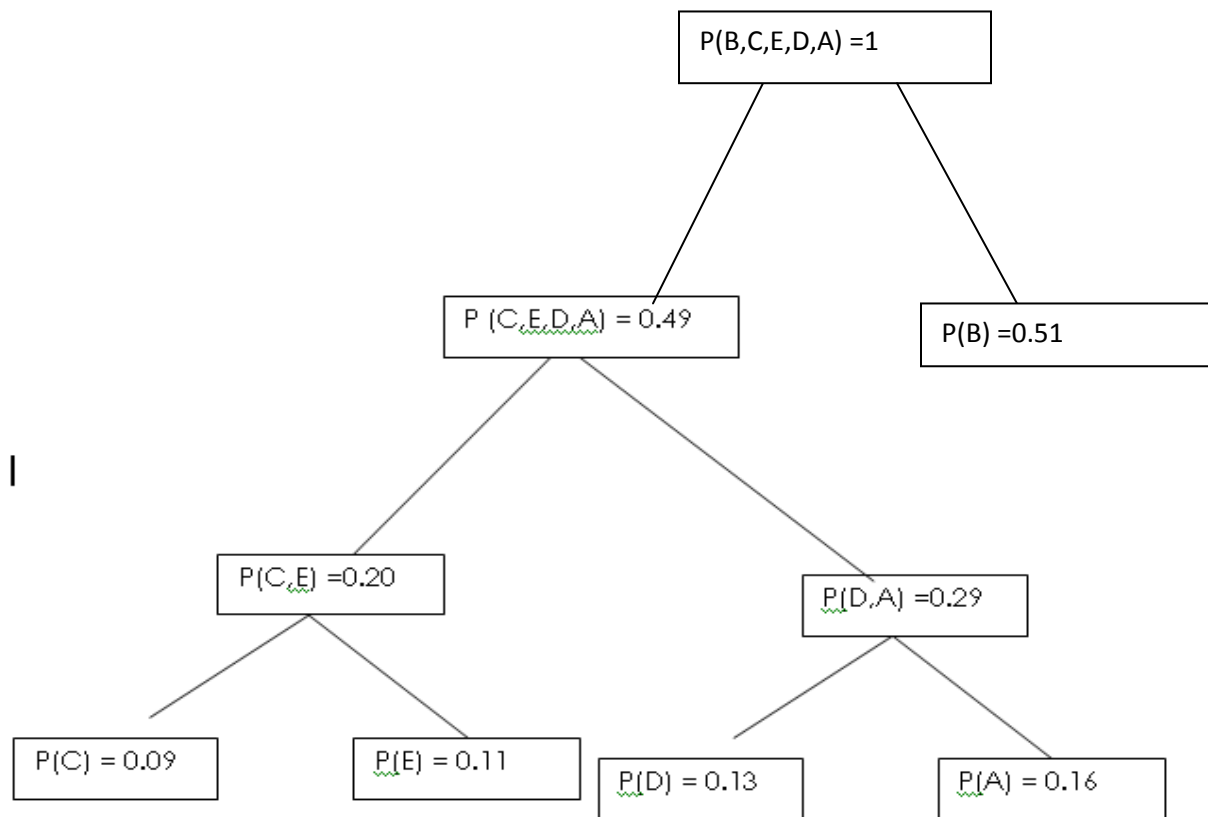 P(B,C,E,D,A) =1
P (C,E,D,A) = 0.49
P(B) =0.51
P(C,E) =0.20
P(D,A) =0.29
P(C) = 0.09
P(E) = 0.11
P(D) = 0.13
P(A) = 0.16